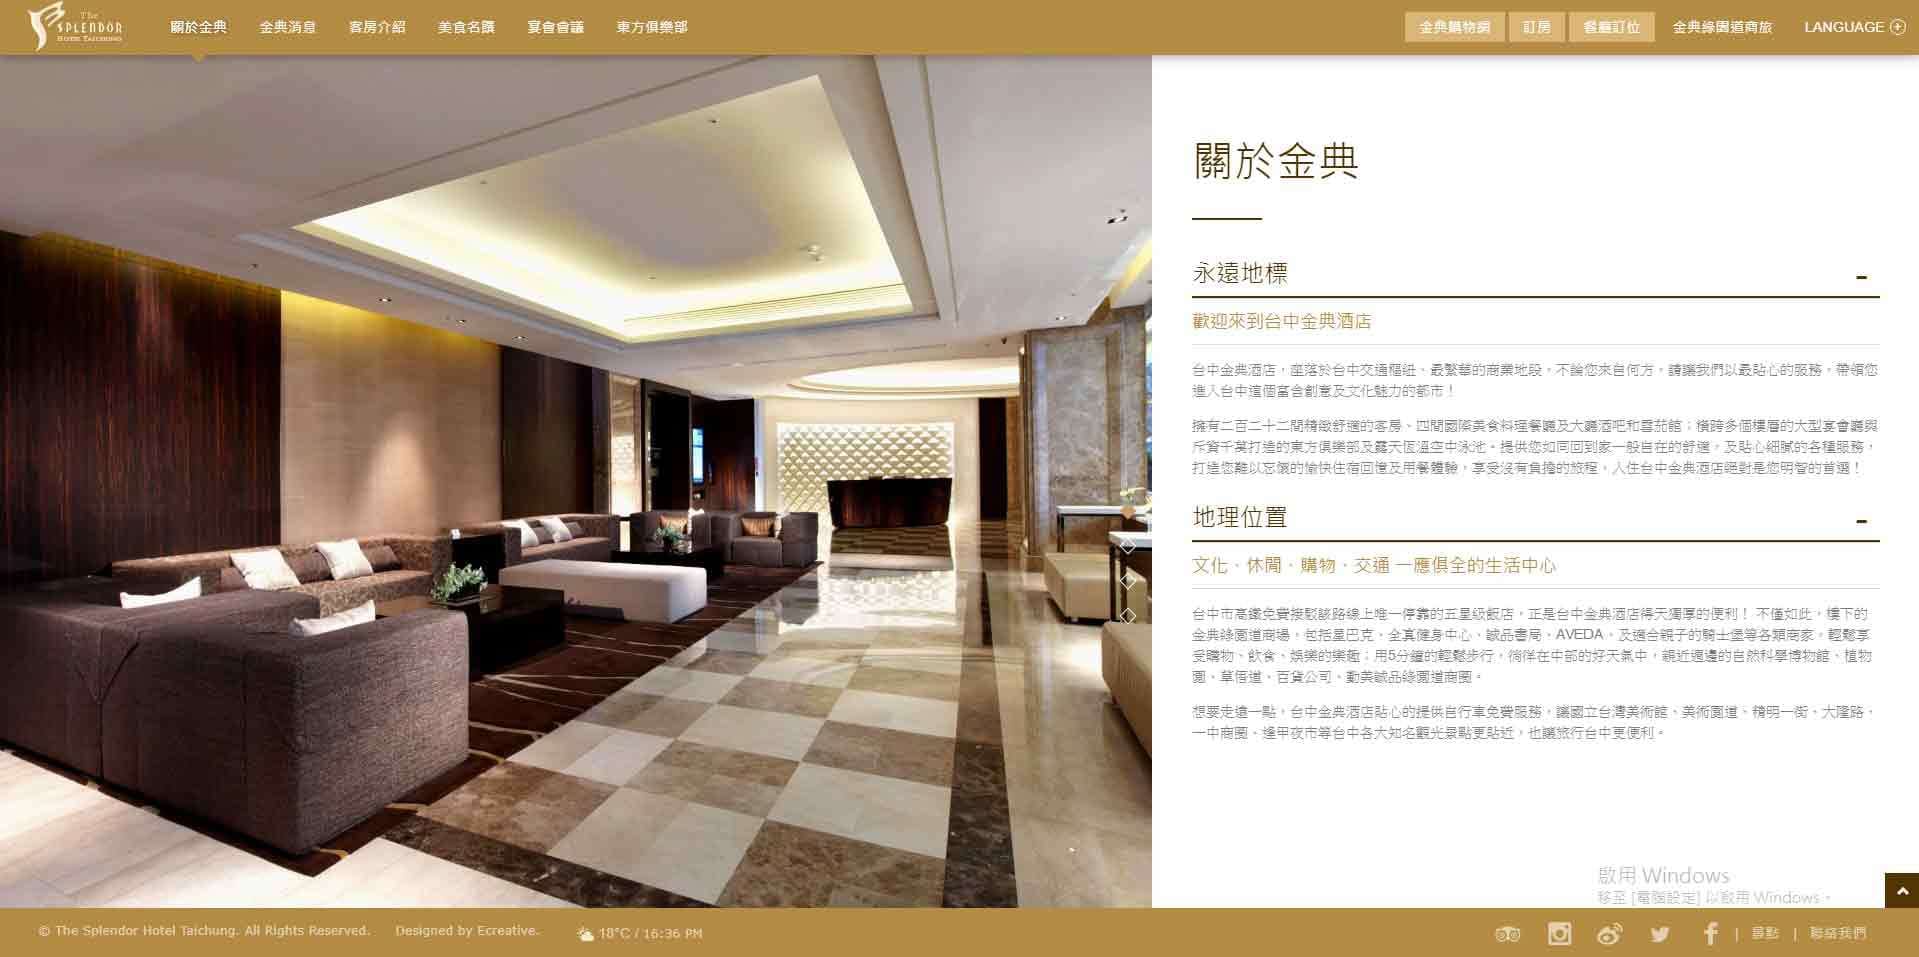 The
SPLENDOR
HOTEL TAICHUNG
關於金典
金典消息
客房介紹
美食名饌
宴會會議
東方俱樂部
金典購物網
訂房
餐廳訂位
金典綠園道商旅
LANGUAGE
關於金典
永遠地標
歡迎來到台中金典酒店
台中金典酒店，座落於台中交通樞紐、最繁華的商業地段，不論您來自何方，請讓我們以最貼心的服務，帶領您
進入台中這個富含創意及文化魅力的都市！
擁有二百二十二間精緻舒適的客房、四間國際美食料理餐廳及大廳酒吧和雪茄館；橫跨多個樓層的大型宴會廳與
斥資千萬打造的東方俱樂部及露天恆溫空中泳池。提供您如同回到家一般自在的舒適，及貼心細膩的各種服務，
打造您難以忘懷的愉快住宿回憶及用餐體驗，享受沒有負擔的旅程，入住台中金典酒店絕對是您明智的首選！
地理位置
文化．休閒．購物．交通 一應俱全的生活中心
台中市高鐵免費接駁該路線上唯一停靠的五星級飯店，正是台中金典酒店得天獨厚的便利！ 不僅如此，樓下的
金典綠園道商場，包括星巴克、全真健身中心、誠品書局、AVEDA、及適合親子的騎士堡等各類商家，輕鬆享
受購物、飲食、娛樂的樂趣；用5分鐘的輕鬆步行，徜徉在中部的好天氣中，親近週邊的自然科學博物館、植物
園、草悟道、百貨公司、勤美誠品綠園道商圈。
想要走遠一點，台中金典酒店貼心的提供自行車免費服務，讓國立台灣美術館、美術園道、精明一街、大隆路、
一中商圈、逢甲夜市等台中各大知名觀光景點更貼近，也讓旅行台中更便利。
啟用 Windows
移至 [電腦設定] 以啟用 Windows。
© The Splendor Hotel Taichung. All Rights Reserved.
Designed by Ecreative.
18°C / 16:36 PM
| 景點 | 聯絡我們